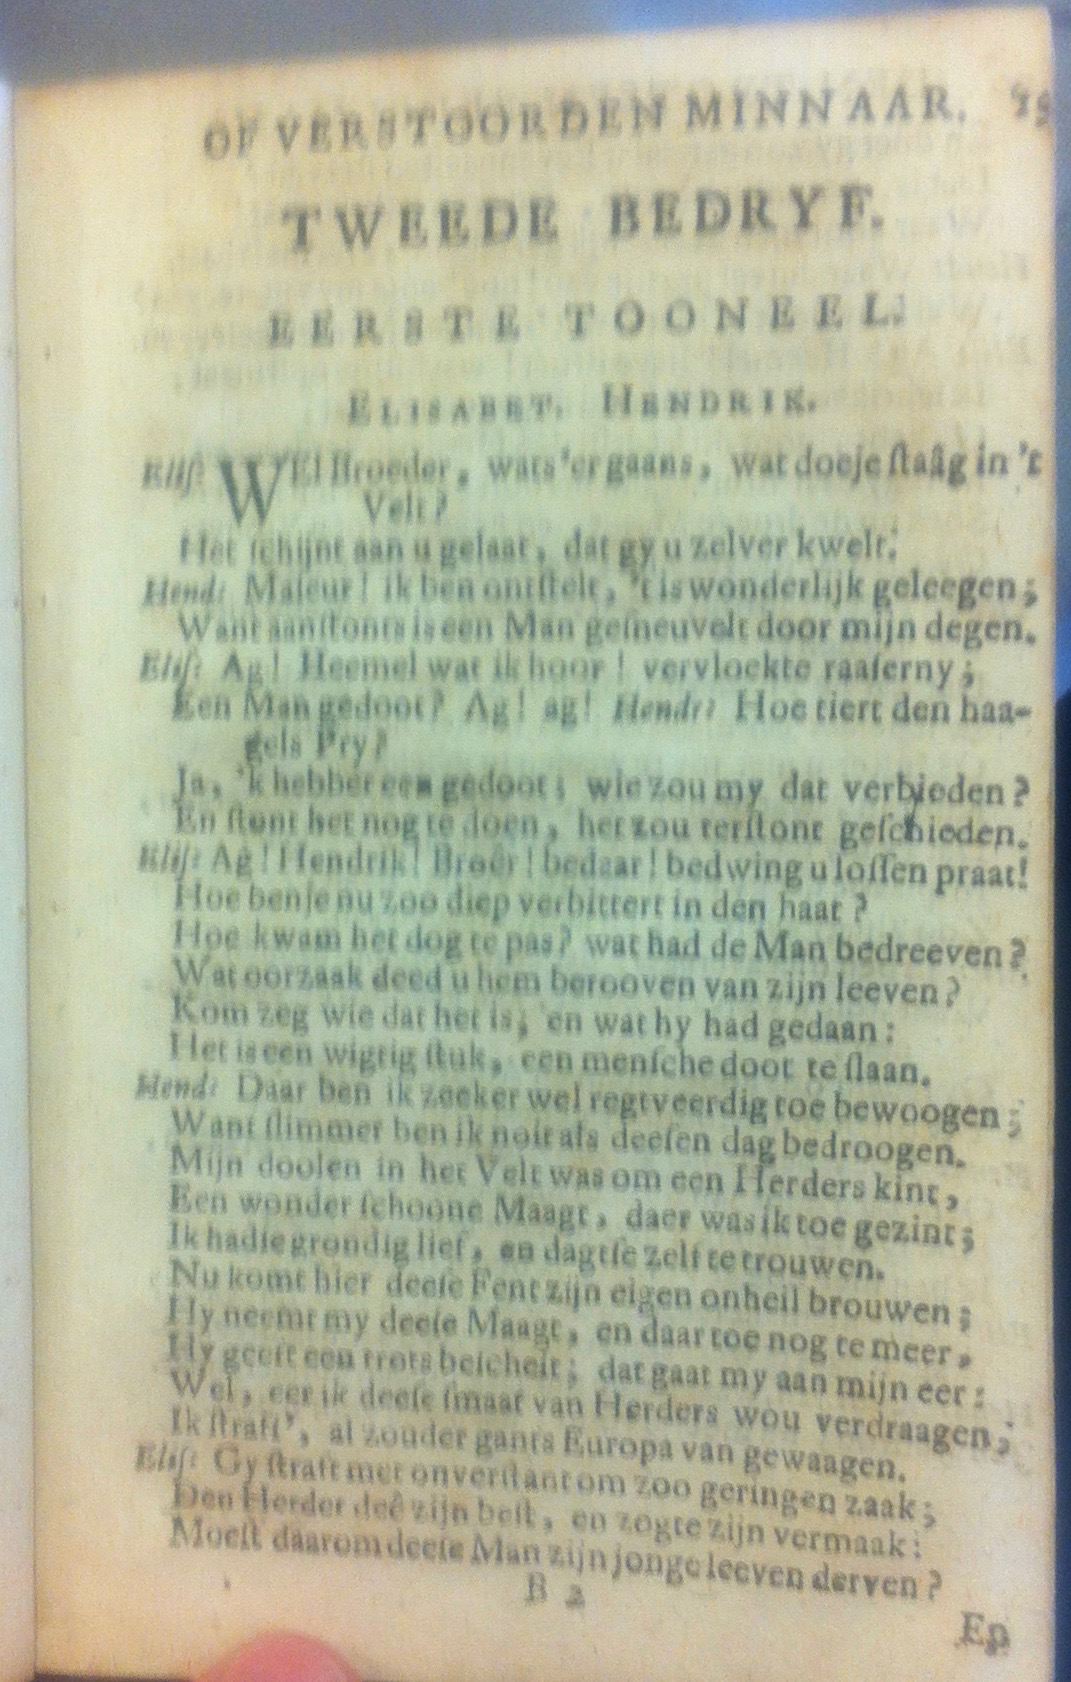 OF VERSTOORDEN MINNAAR. 19
TWEEDE BEDRYF.
EERSTE TOONEEL.
ELISABET. HENDRIK.
Elis: WEl Broeder, wats 'er gaans, wat doeje staâg in 't
Velt?
Het schijnt aan u gelaat, dat gy u zelver kwelt.
Hend: Maseur! ik ben ontstelt, 't is wonderlijk geleegen;
Want aanstonts is een Man gesneuvelt door mijn degen.
Elis: Ag! Heemel wat ik hoor! vervloekte raaserny;
Een Man gedoot? Ag! ag! Hendr: Hoe tiert den haa-
gels Pry?
Ja, 'k hebber een gedoot; wie zou my dat verbieden?
En stont het nog te doen, het zou terstont geschieden.
Elis: Ag! Hendrik! Broêr! bedaar! bedwing u lossen praat!
Hoe benje nu zoo diep verbittert in den haat?
Hoe kwam het dog te pas? wat had de Man bedreeven?
Wat oorzaak deed u hem berooven van zijn leeven?
Kom zeg wie dat het is, en wat hy had gedaan:
Het is een wigtig stuk, een mensche doot te slaan.
Hend: Daar ben ik zeeker wel regtveerdig toe bewoogen;
Want slimmer ben ik noit als deesen dag bedroogen.
Mijn doolen in het Velt was om een Herders kint,
Een wonder schoone Maagt, daer was ik toe gezint;
Ik hadse grondig lief, en dagtse zelf te trouwen.
Nu komt hier deese Fent zijn eigen onheil brouwen;
Hy neemt my deese Maagt, en daar toe nog te meer,
Hy geeft een trots bescheit; dat gaat my aan mijn eer:
Wel, eer ik deese smaat van Herders wou verdraagen,
Ik straft', al zouder gants Europa van gewaagen.
Elis: Gy straft met onverstant om zoo geringen zaak;
Den Herder deê zijn best, en zogte zijn vermaak:
Moest daarom deese Man zijn jonge leeven derven?
B 2
En